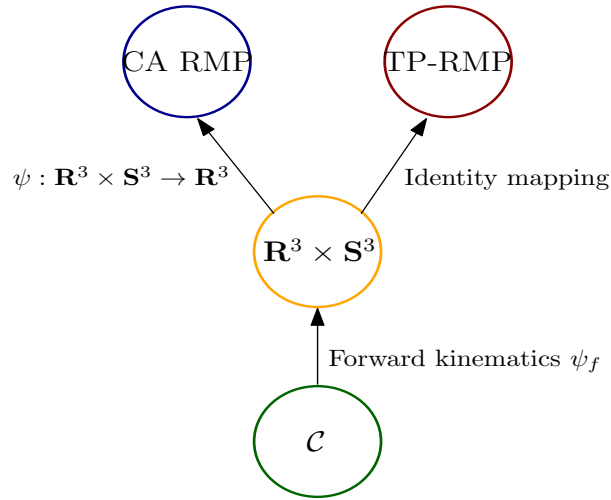 CA RMP
TP-RMP
ψ : R³ × S³ → R³
Identity mapping
R³ × S³
Forward kinematics ψ_f
𝒞